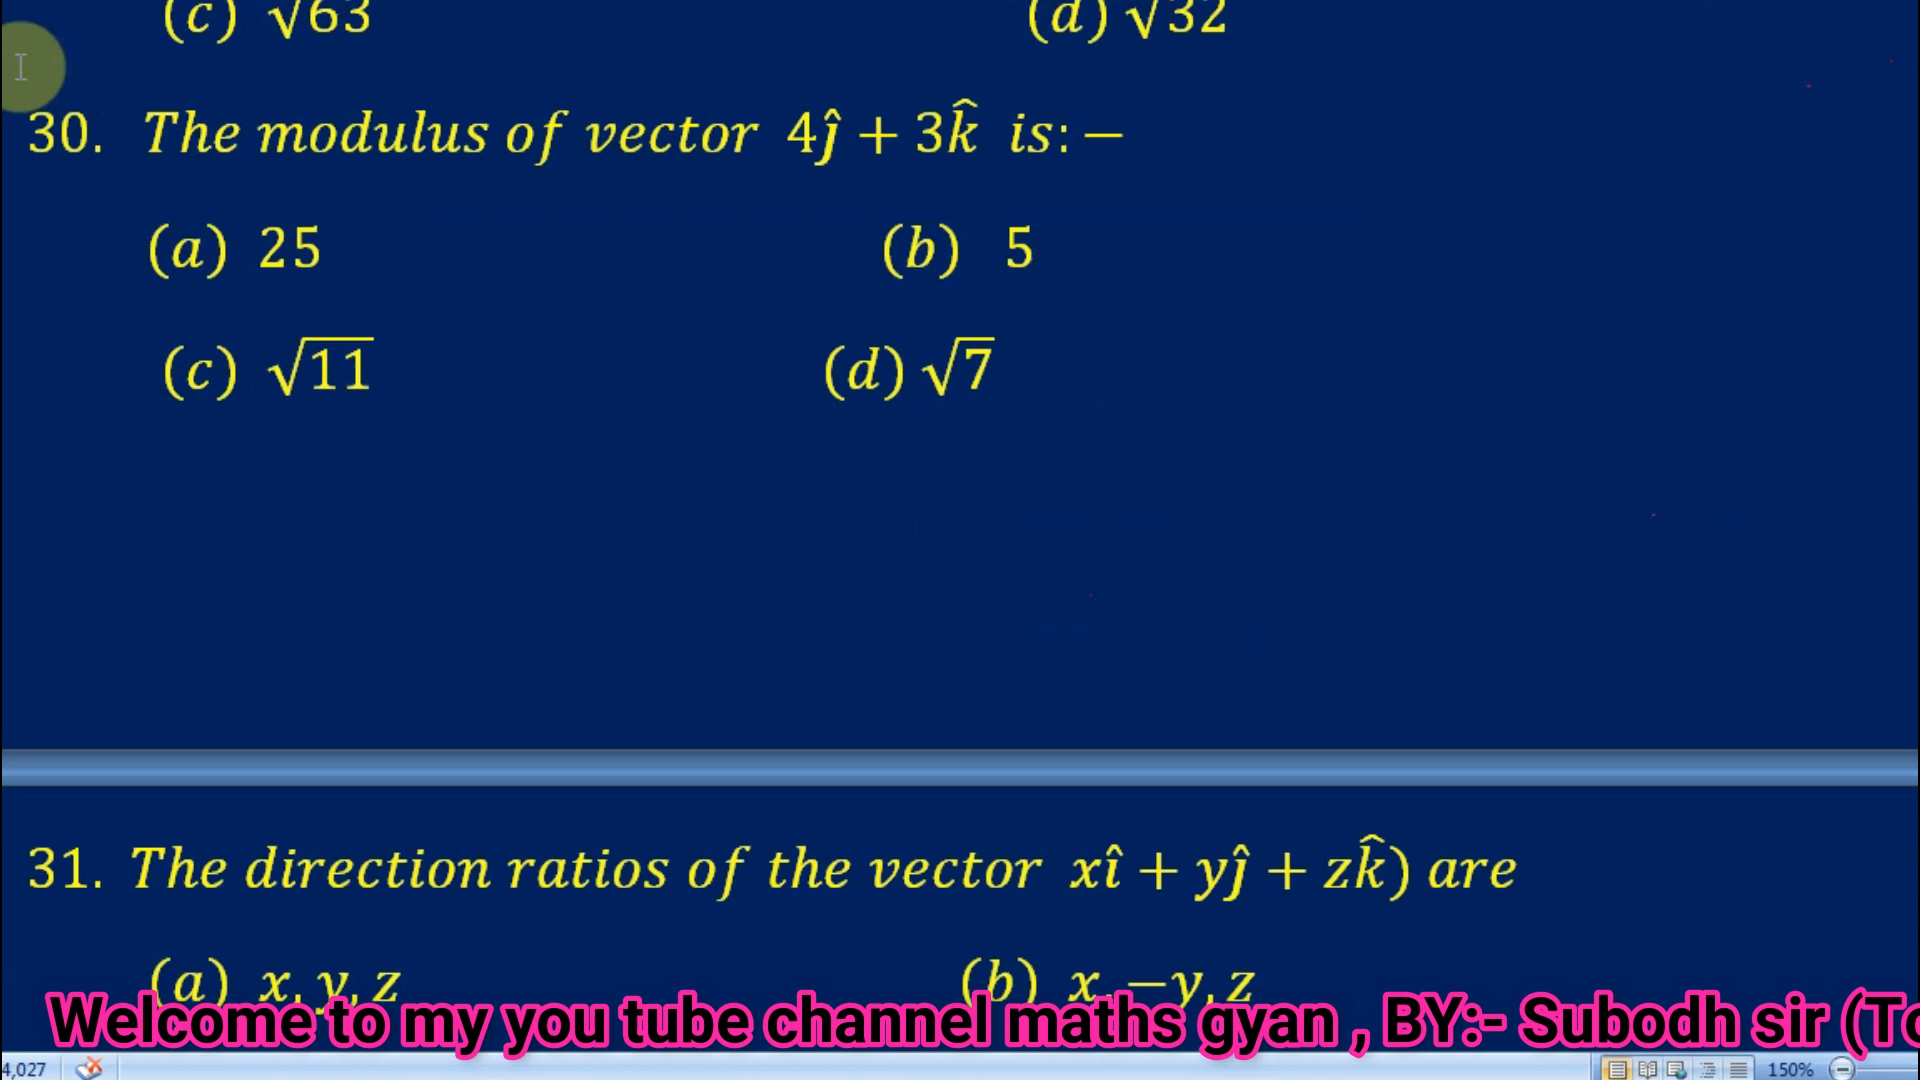 (c) √63 (d) √32
30. The modulus of vector 4ĵ + 3k̂ is: −
(a) 25 (b) 5
(c) √11 (d) √7
31. The direction ratios of the vector xî + yĵ + zk̂) are
(a) x, y, z (b) x, −y, z
Welcome to my you tube channel maths gyan , BY:- Subodh sir (To
4,027 150%